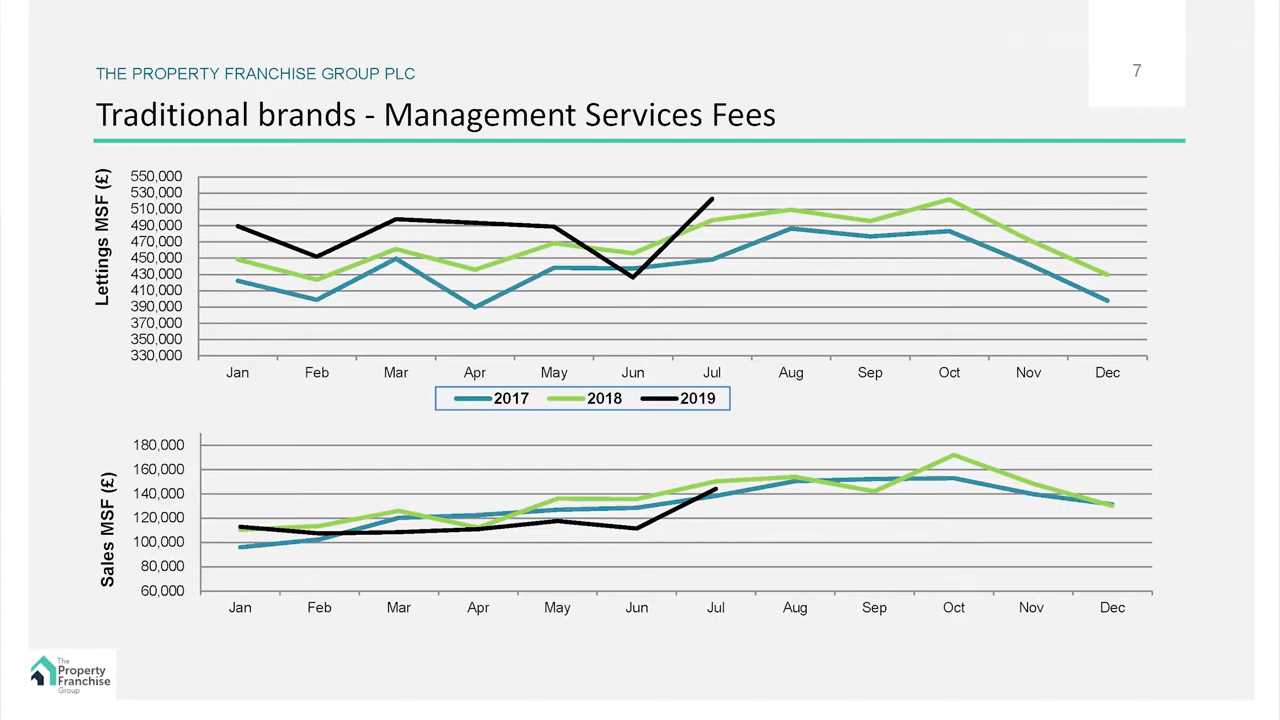 7
THE PROPERTY FRANCHISE GROUP PLC
Traditional brands - Management Services Fees
Lettings MSF (£)
550,000
530,000
510,000
490,000
470,000
450,000
430,000
410,000
390,000
370,000
350,000
330,000
Jan Feb Mar Apr May Jun Jul Aug Sep Oct Nov Dec
2017 2018 2019
Sales MSF (£)
180,000
160,000
140,000
120,000
100,000
80,000
60,000
Jan Feb Mar Apr May Jun Jul Aug Sep Oct Nov Dec
The
Property
Franchise
Group